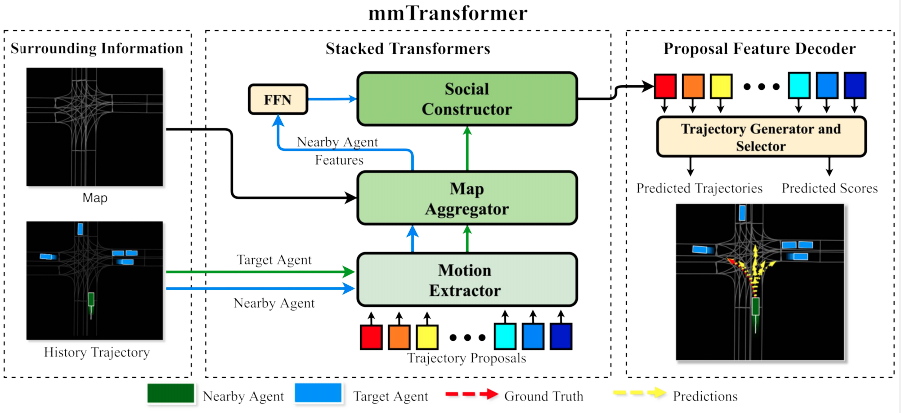 mmTransformer
Surrounding Information
Map
History Trajectory
Stacked Transformers
FFN
Social
Constructor
Nearby Agent
Features
Map
Aggregator
Target Agent
Nearby Agent
Motion
Extractor
Trajectory Proposals
Proposal Feature Decoder
Trajectory Generator and
Selector
Predicted Trajectories
Predicted Scores
Nearby Agent
Target Agent
Ground Truth
Predictions